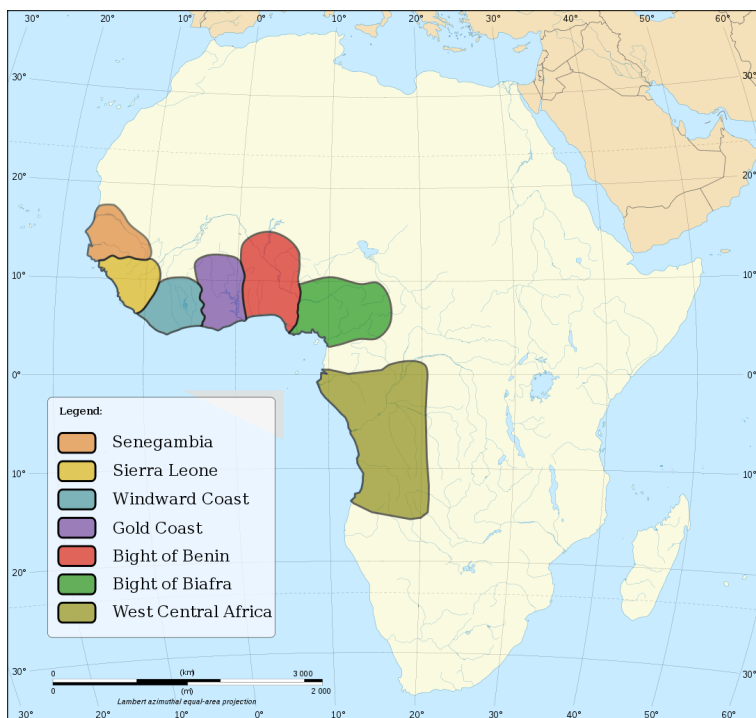 30° 20° 10° 0° 10° 20° 30° 40° 50° 60°
30° 30°
20° 20°
10° 10°
0° 0°
10° 10°
20° 20°
30° 30°
Legend:
Senegambia
Sierra Leone
Windward Coast
Gold Coast
Bight of Benin
Bight of Biafra
West Central Africa
0 (km) 3 000
0 (mi) 2 000
Lambert azimuthal equal-area projection
30° 20° 10° 0° 10° 20° 30° 40° 50° 60°